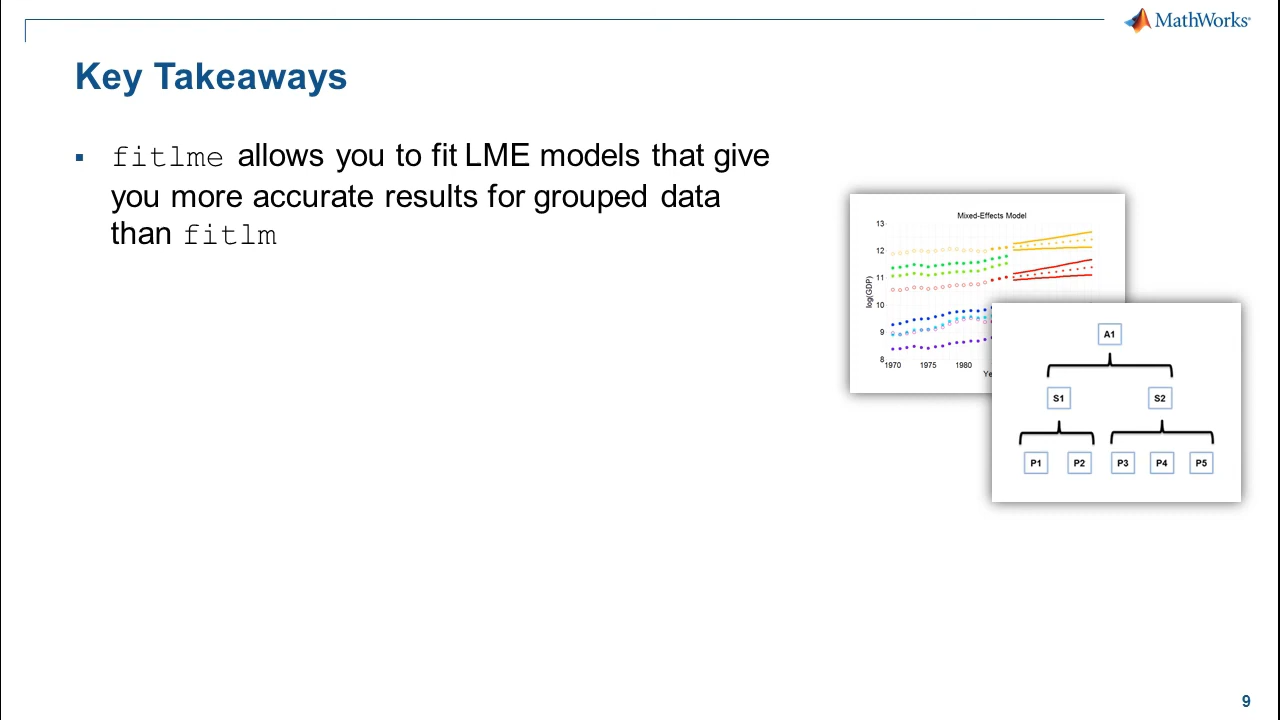 MathWorks®
Key Takeaways
▪ fitlme allows you to fit LME models that give
you more accurate results for grouped data
than fitlm
Mixed-Effects Model
13
12
11
10
9
8
log(GDP)
1970 1975 1980
Ye
A1
S1 S2
P1 P2 P3 P4 P5
9